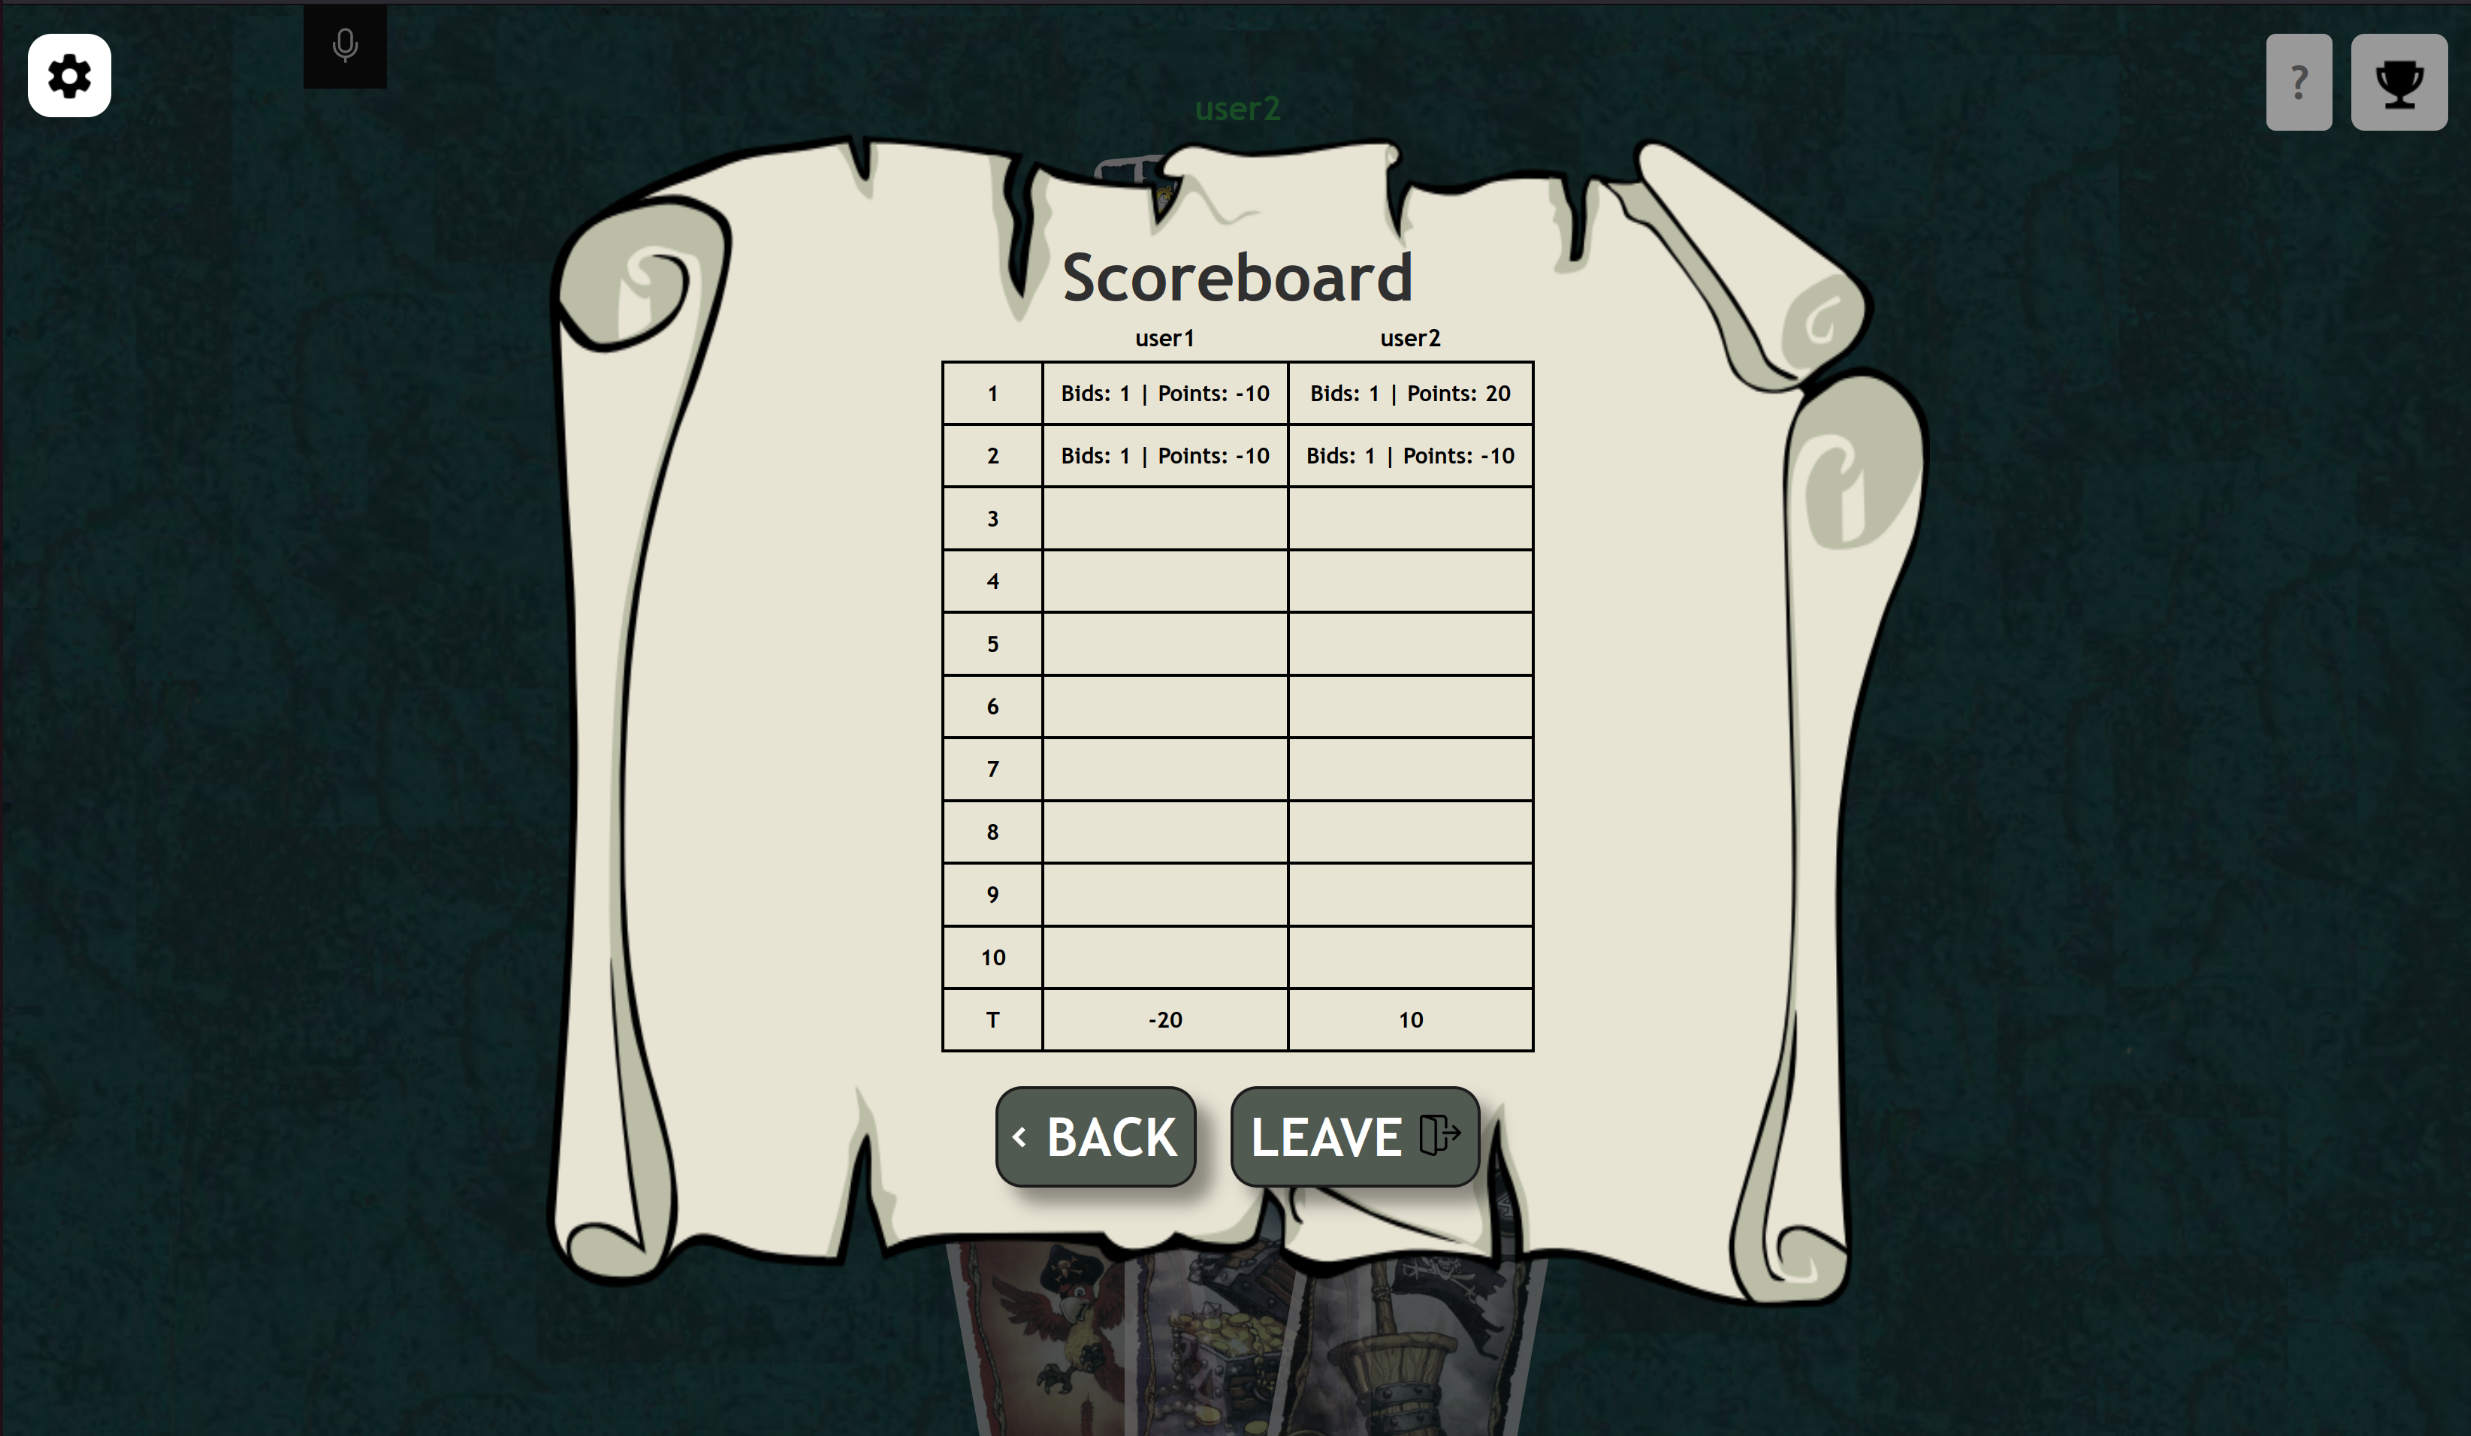 ?
user2
Scoreboard
user1 user2
1 Bids: 1 | Points: -10 Bids: 1 | Points: 20
2 Bids: 1 | Points: -10 Bids: 1 | Points: -10
3
4
5
6
7
8
9
10
T -20 10
‹ BACK LEAVE